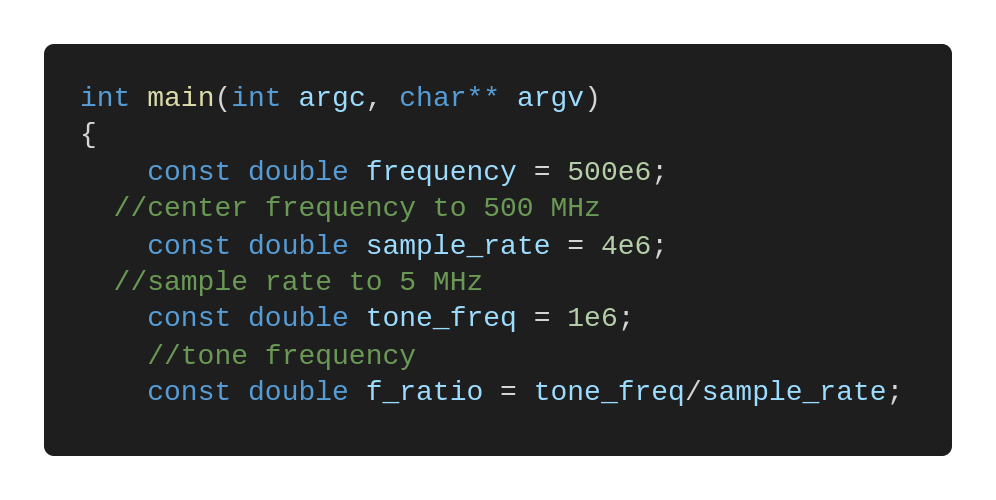 int main(int argc, char** argv)
{
    const double frequency = 500e6;
  //center frequency to 500 MHz
    const double sample_rate = 4e6;
  //sample rate to 5 MHz
    const double tone_freq = 1e6;
    //tone frequency
    const double f_ratio = tone_freq/sample_rate;